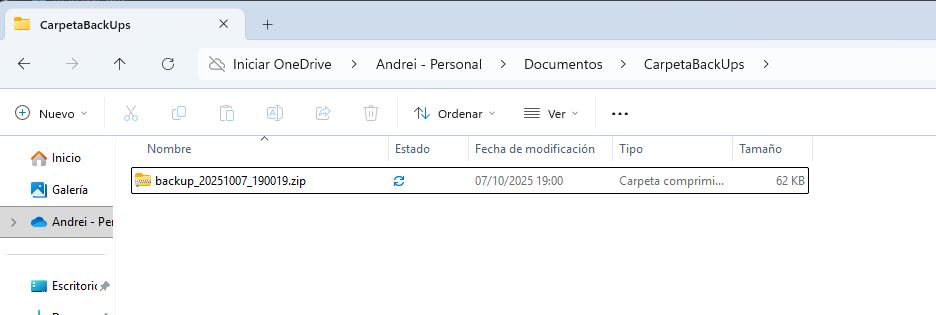 CarpetaBackUps
Iniciar OneDrive > Andrei - Personal > Documentos > CarpetaBackUps >
Nuevo Ordenar Ver
Nombre Estado Fecha de modificación Tipo Tamaño
Inicio
backup_20251007_190019.zip 07/10/2025 19:00 Carpeta comprimi... 62 KB
Galería
Andrei - Per
Escritorio